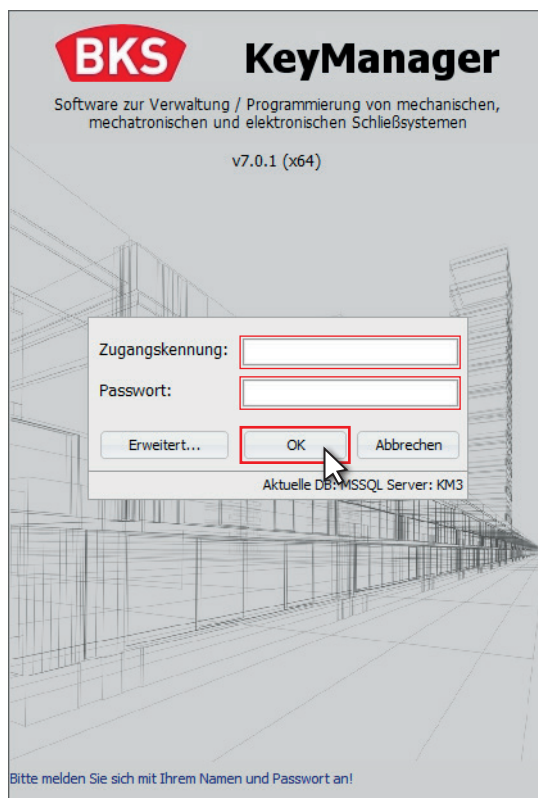 BKS KeyManager
Software zur Verwaltung / Programmierung von mechanischen,
mechatronischen und elektronischen Schließsystemen
v7.0.1 (x64)
Zugangskennung:
Passwort:
Erweitert... OK Abbrechen
Aktuelle DB: MSSQL Server: KM3
Bitte melden Sie sich mit Ihrem Namen und Passwort an!